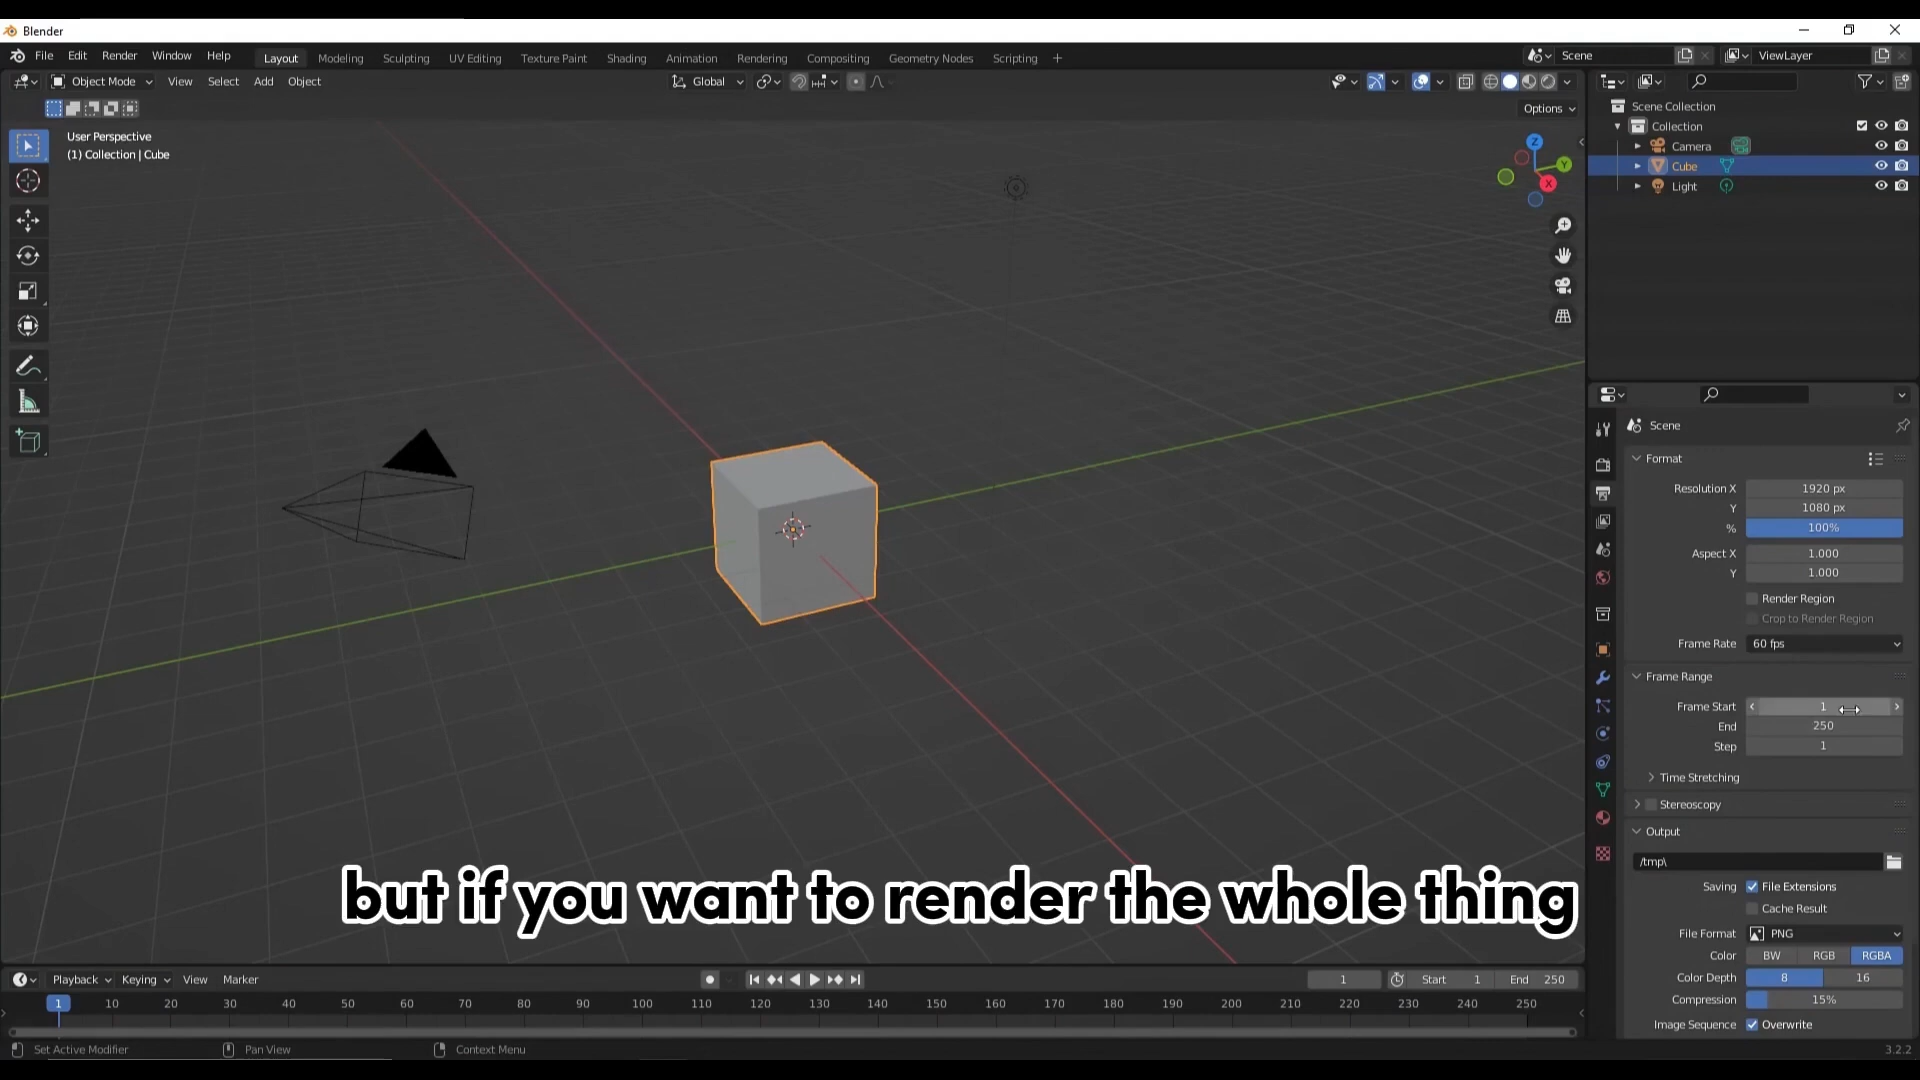 Blender
File Edit Render Window Help Layout Modeling Sculpting UV Editing Texture Paint Shading Animation Rendering Compositing Geometry Nodes Scripting + Scene ViewLayer
Object Mode View Select Add Object Global
Options
User Perspective
(1) Collection | Cube
Z
Y
X
Scene Collection
Collection
Camera
Cube
Light
Scene
Format
Resolution X 1920 px
Y 1080 px
% 100%
Aspect X 1.000
Y 1.000
Render Region
Crop to Render Region
Frame Rate 60 fps
Frame Range
Frame Start 1
End 250
Step 1
Time Stretching
Stereoscopy
Output
/tmp\
Saving File Extensions
Cache Result
File Format PNG
Color BW RGB RGBA
Color Depth 8 16
Compression 15%
Image Sequence Overwrite
but if you want to render the whole thing
Playback Keying View Marker 1 Start 1 End 250
1 10 20 30 40 50 60 70 80 90 100 110 120 130 140 150 160 170 180 190 200 210 220 230 240 250
Set Active Modifier Pan View Context Menu 3.2.2